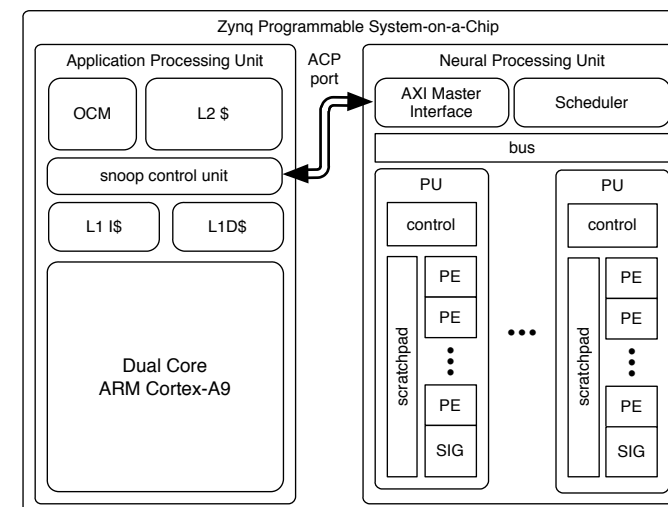 Zynq Programmable System-on-a-Chip
Application Processing Unit
OCM
L2 $
snoop control unit
L1 I$
L1D$
Dual Core
ARM Cortex-A9
ACP
port
Neural Processing Unit
AXI Master
Interface
Scheduler
bus
PU
control
scratchpad
PE
PE
PE
SIG
PU
control
scratchpad
PE
PE
PE
SIG